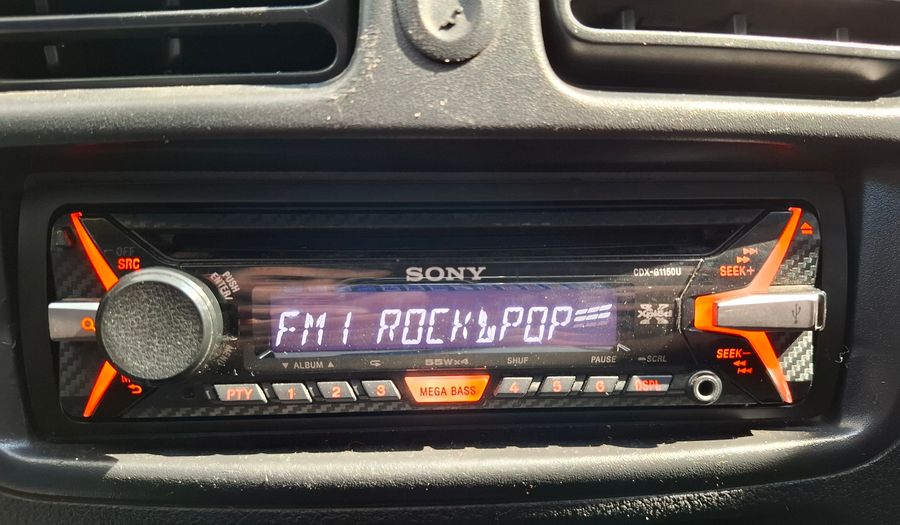 OFF
SRC
PUSH ENTER/
SONY
CDX-G1150U
SEEK+
FM1 ROCK&POP
▼ ALBUM ▲
55Wx4
SHUF
PAUSE
SCRL
SEEK−
PTY
1
2
3
MEGA BASS
4
5
6
DSPL